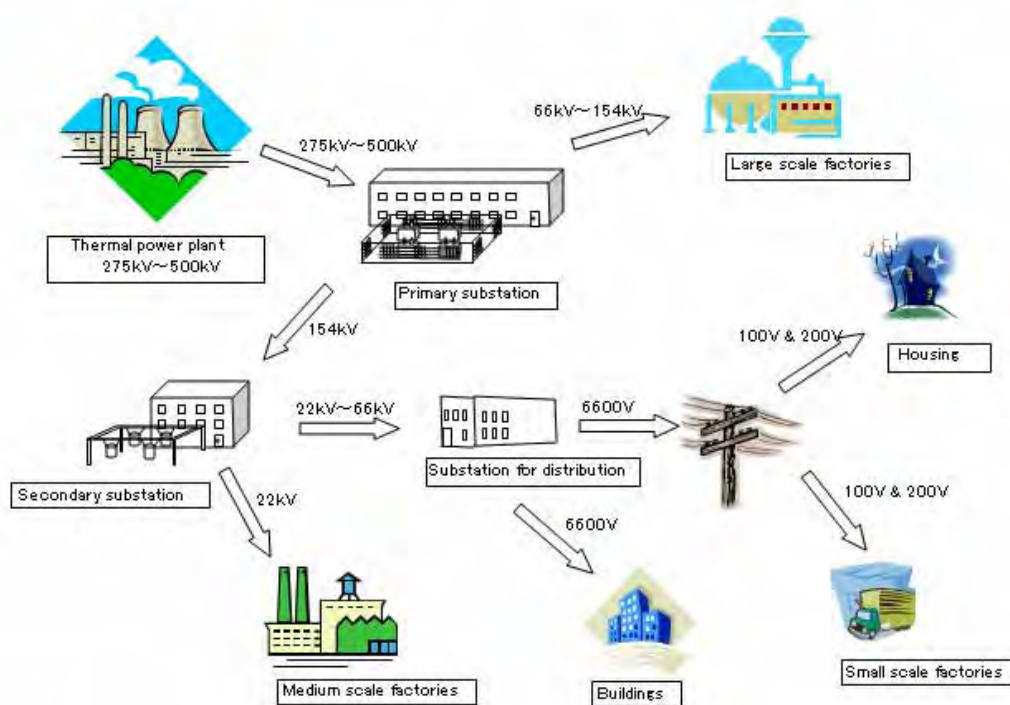 275kV～500kV
66kV～154kV
Large scale factories
Thermal power plant
275kV～500kV
Primary substation
154kV
100V & 200V
Housing
22kV～66kV
6600V
Substation for distribution
Secondary substation
22kV
6600V
100V & 200V
Medium scale factories
Buildings
Small scale factories